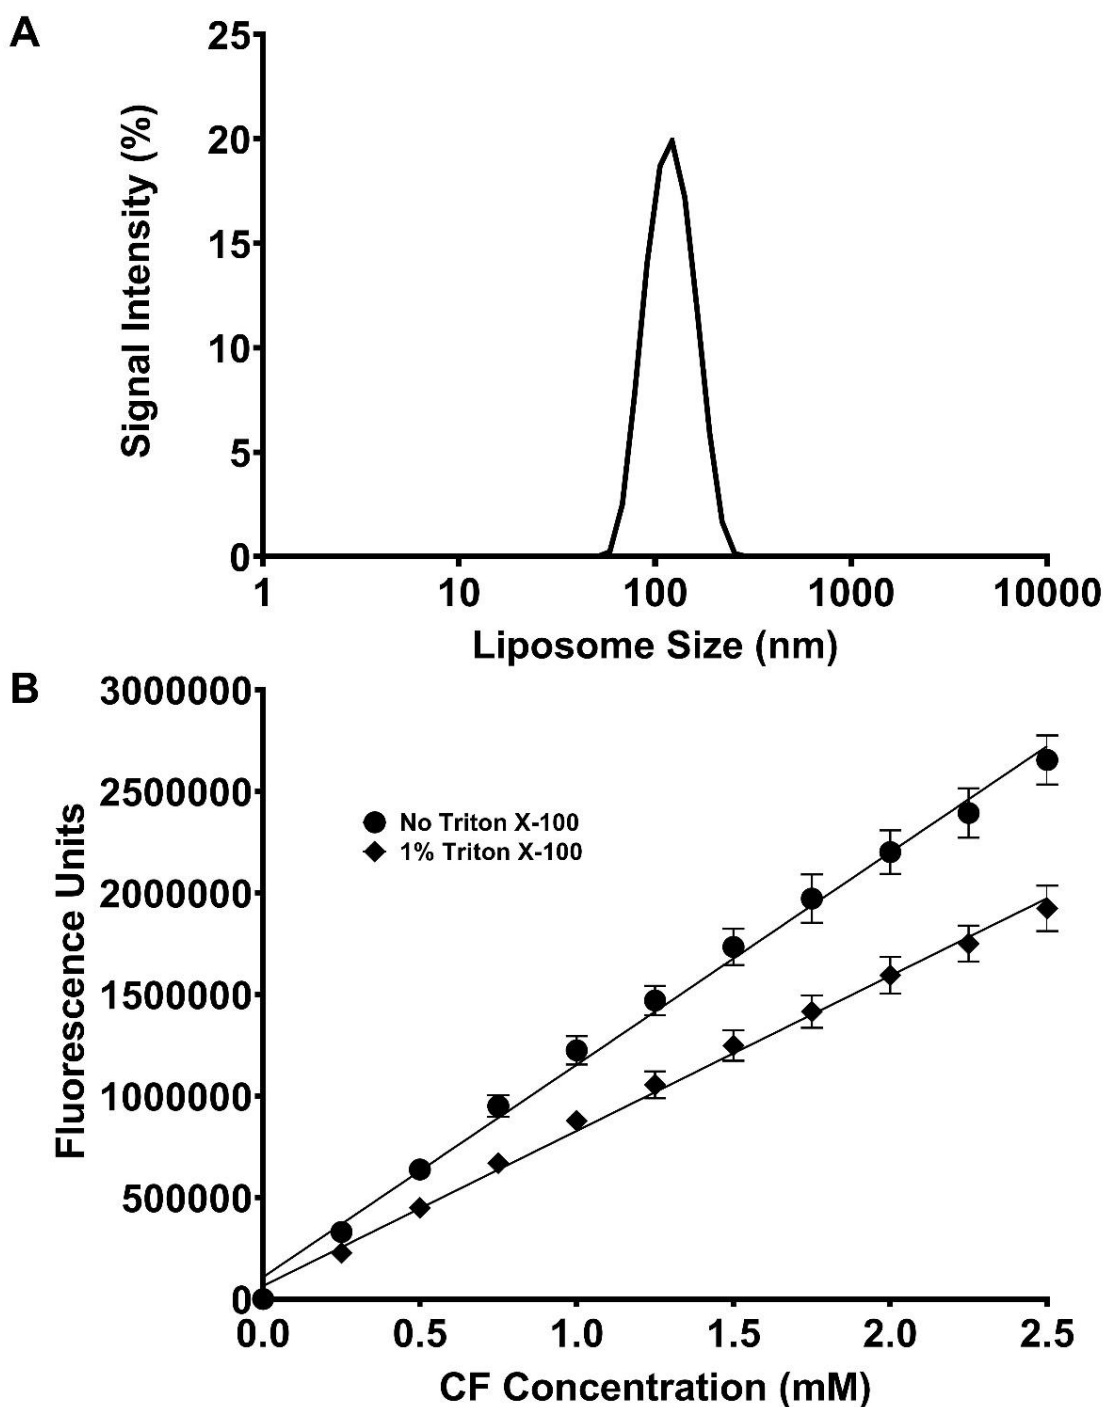 A
Signal Intensity (%)
25
20
15
10
5
0
1 10 100 1000 10000
Liposome Size (nm)
B
Fluorescence Units
3000000
2500000
2000000
1500000
1000000
500000
0
No Triton X-100
1% Triton X-100
0.0 0.5 1.0 1.5 2.0 2.5
CF Concentration (mM)